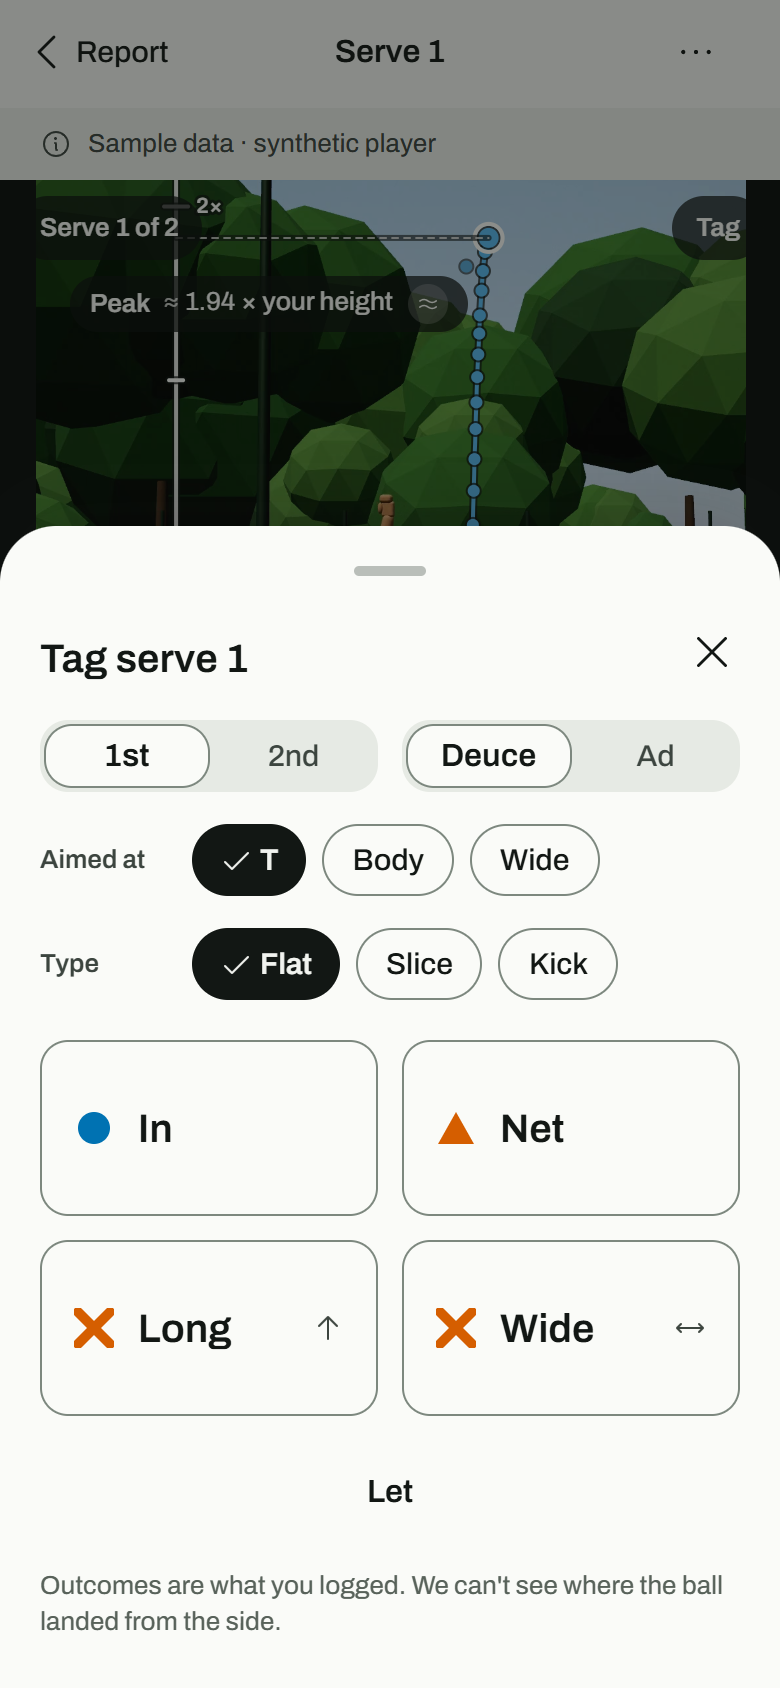 Report
Serve 1
Sample data · synthetic player
2×
Serve 1 of 2
Tag
Peak ≈ 1.94 × your height ≈
Tag serve 1
1st 2nd Deuce Ad
Aimed at T Body Wide
Type Flat Slice Kick
In Net
Long ↑ Wide ↔
Let
Outcomes are what you logged. We can't see where the ball
landed from the side.